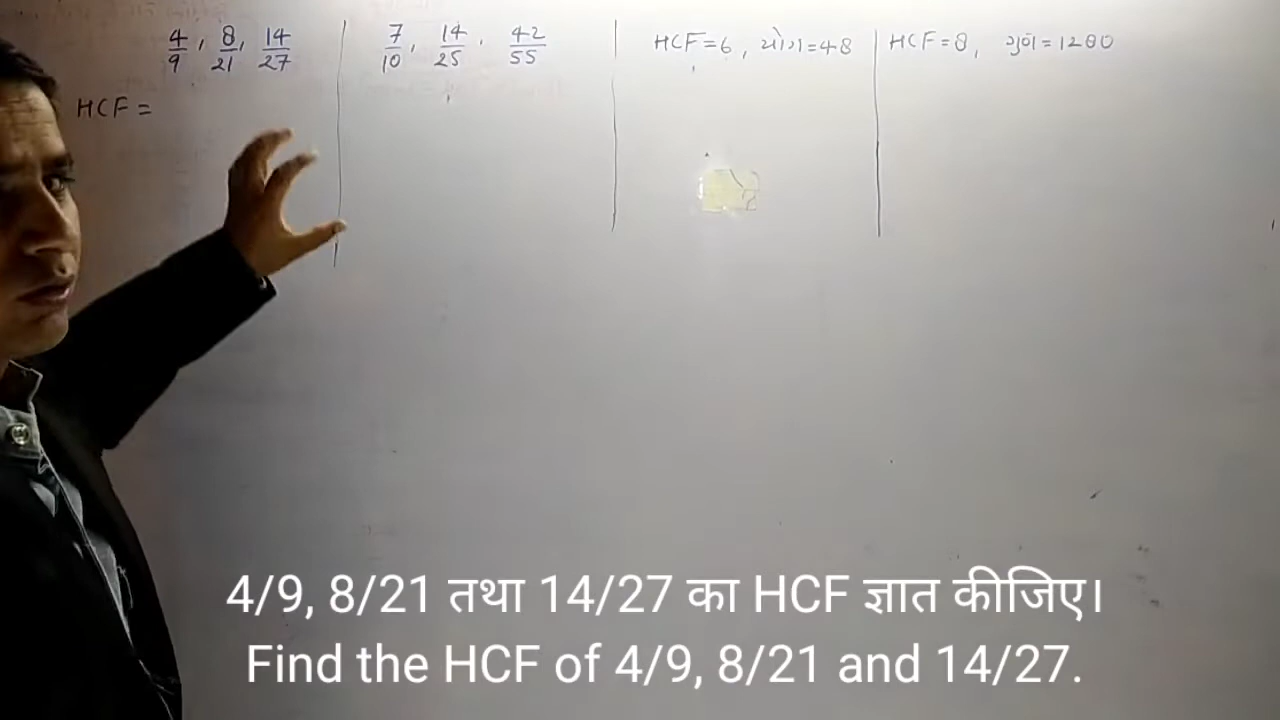 4/9, 8/21, 14/27
7/10, 14/25, 42/55
HCF=6, योग=48
HCF=8, गुणन=1280
HCF =
4/9, 8/21 तथा 14/27 का HCF ज्ञात कीजिए।
Find the HCF of 4/9, 8/21 and 14/27.